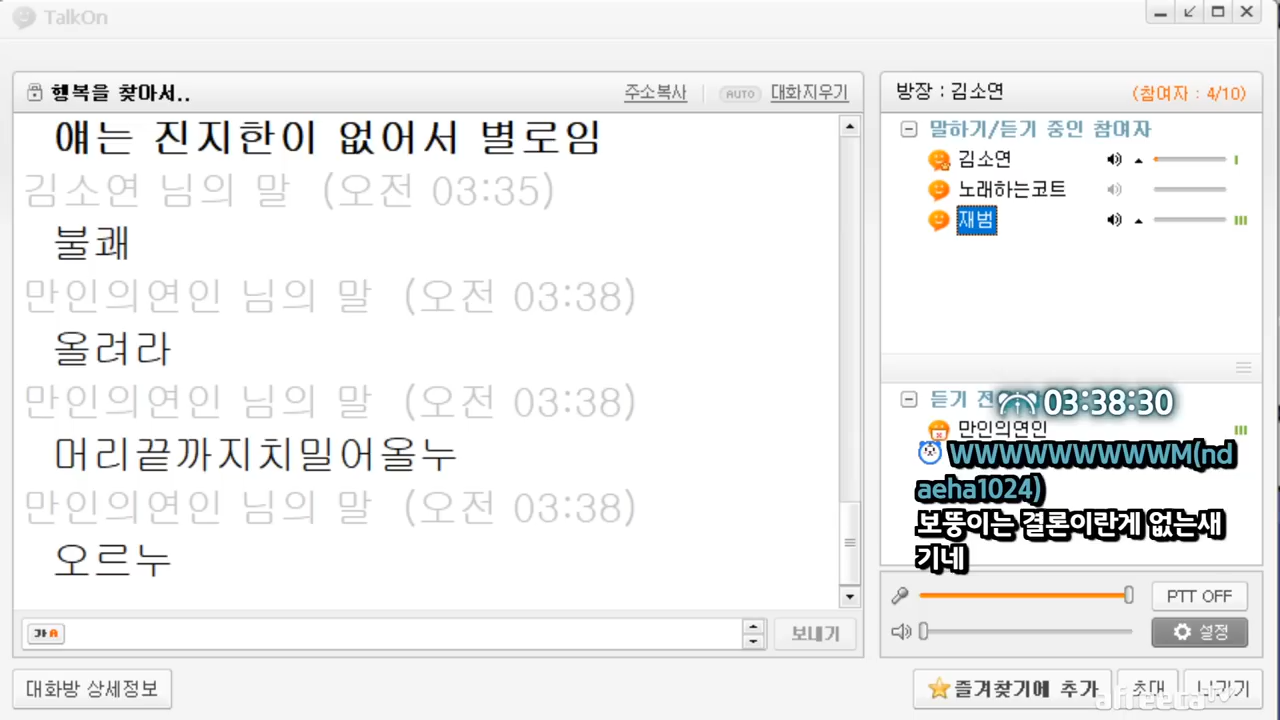 TalkOn
행복을 찾아서..
주소복사
AUTO
대화지우기
얘는 진지한이 없어서 별로임
김소연 님의 말 (오전 03:35)
불쾌
만인의연인 님의 말 (오전 03:38)
올려라
만인의연인 님의 말 (오전 03:38)
머리끝까지치밀어올누
만인의연인 님의 말 (오전 03:38)
오르누
가A
보내기
대화방 상세정보
방장 : 김소연
(참여자 : 4/10)
말하기/듣기 중인 참여자
김소연
노래하는코트
재범
듣기 전
03:38:30
만인의연인
WWWWWWWWWWM(nd
aeha1024)
보뚱이는 결론이란게 없는새
기네
PTT OFF
설정
즐겨찾기에 추가
초대
나가기
afreecaTV